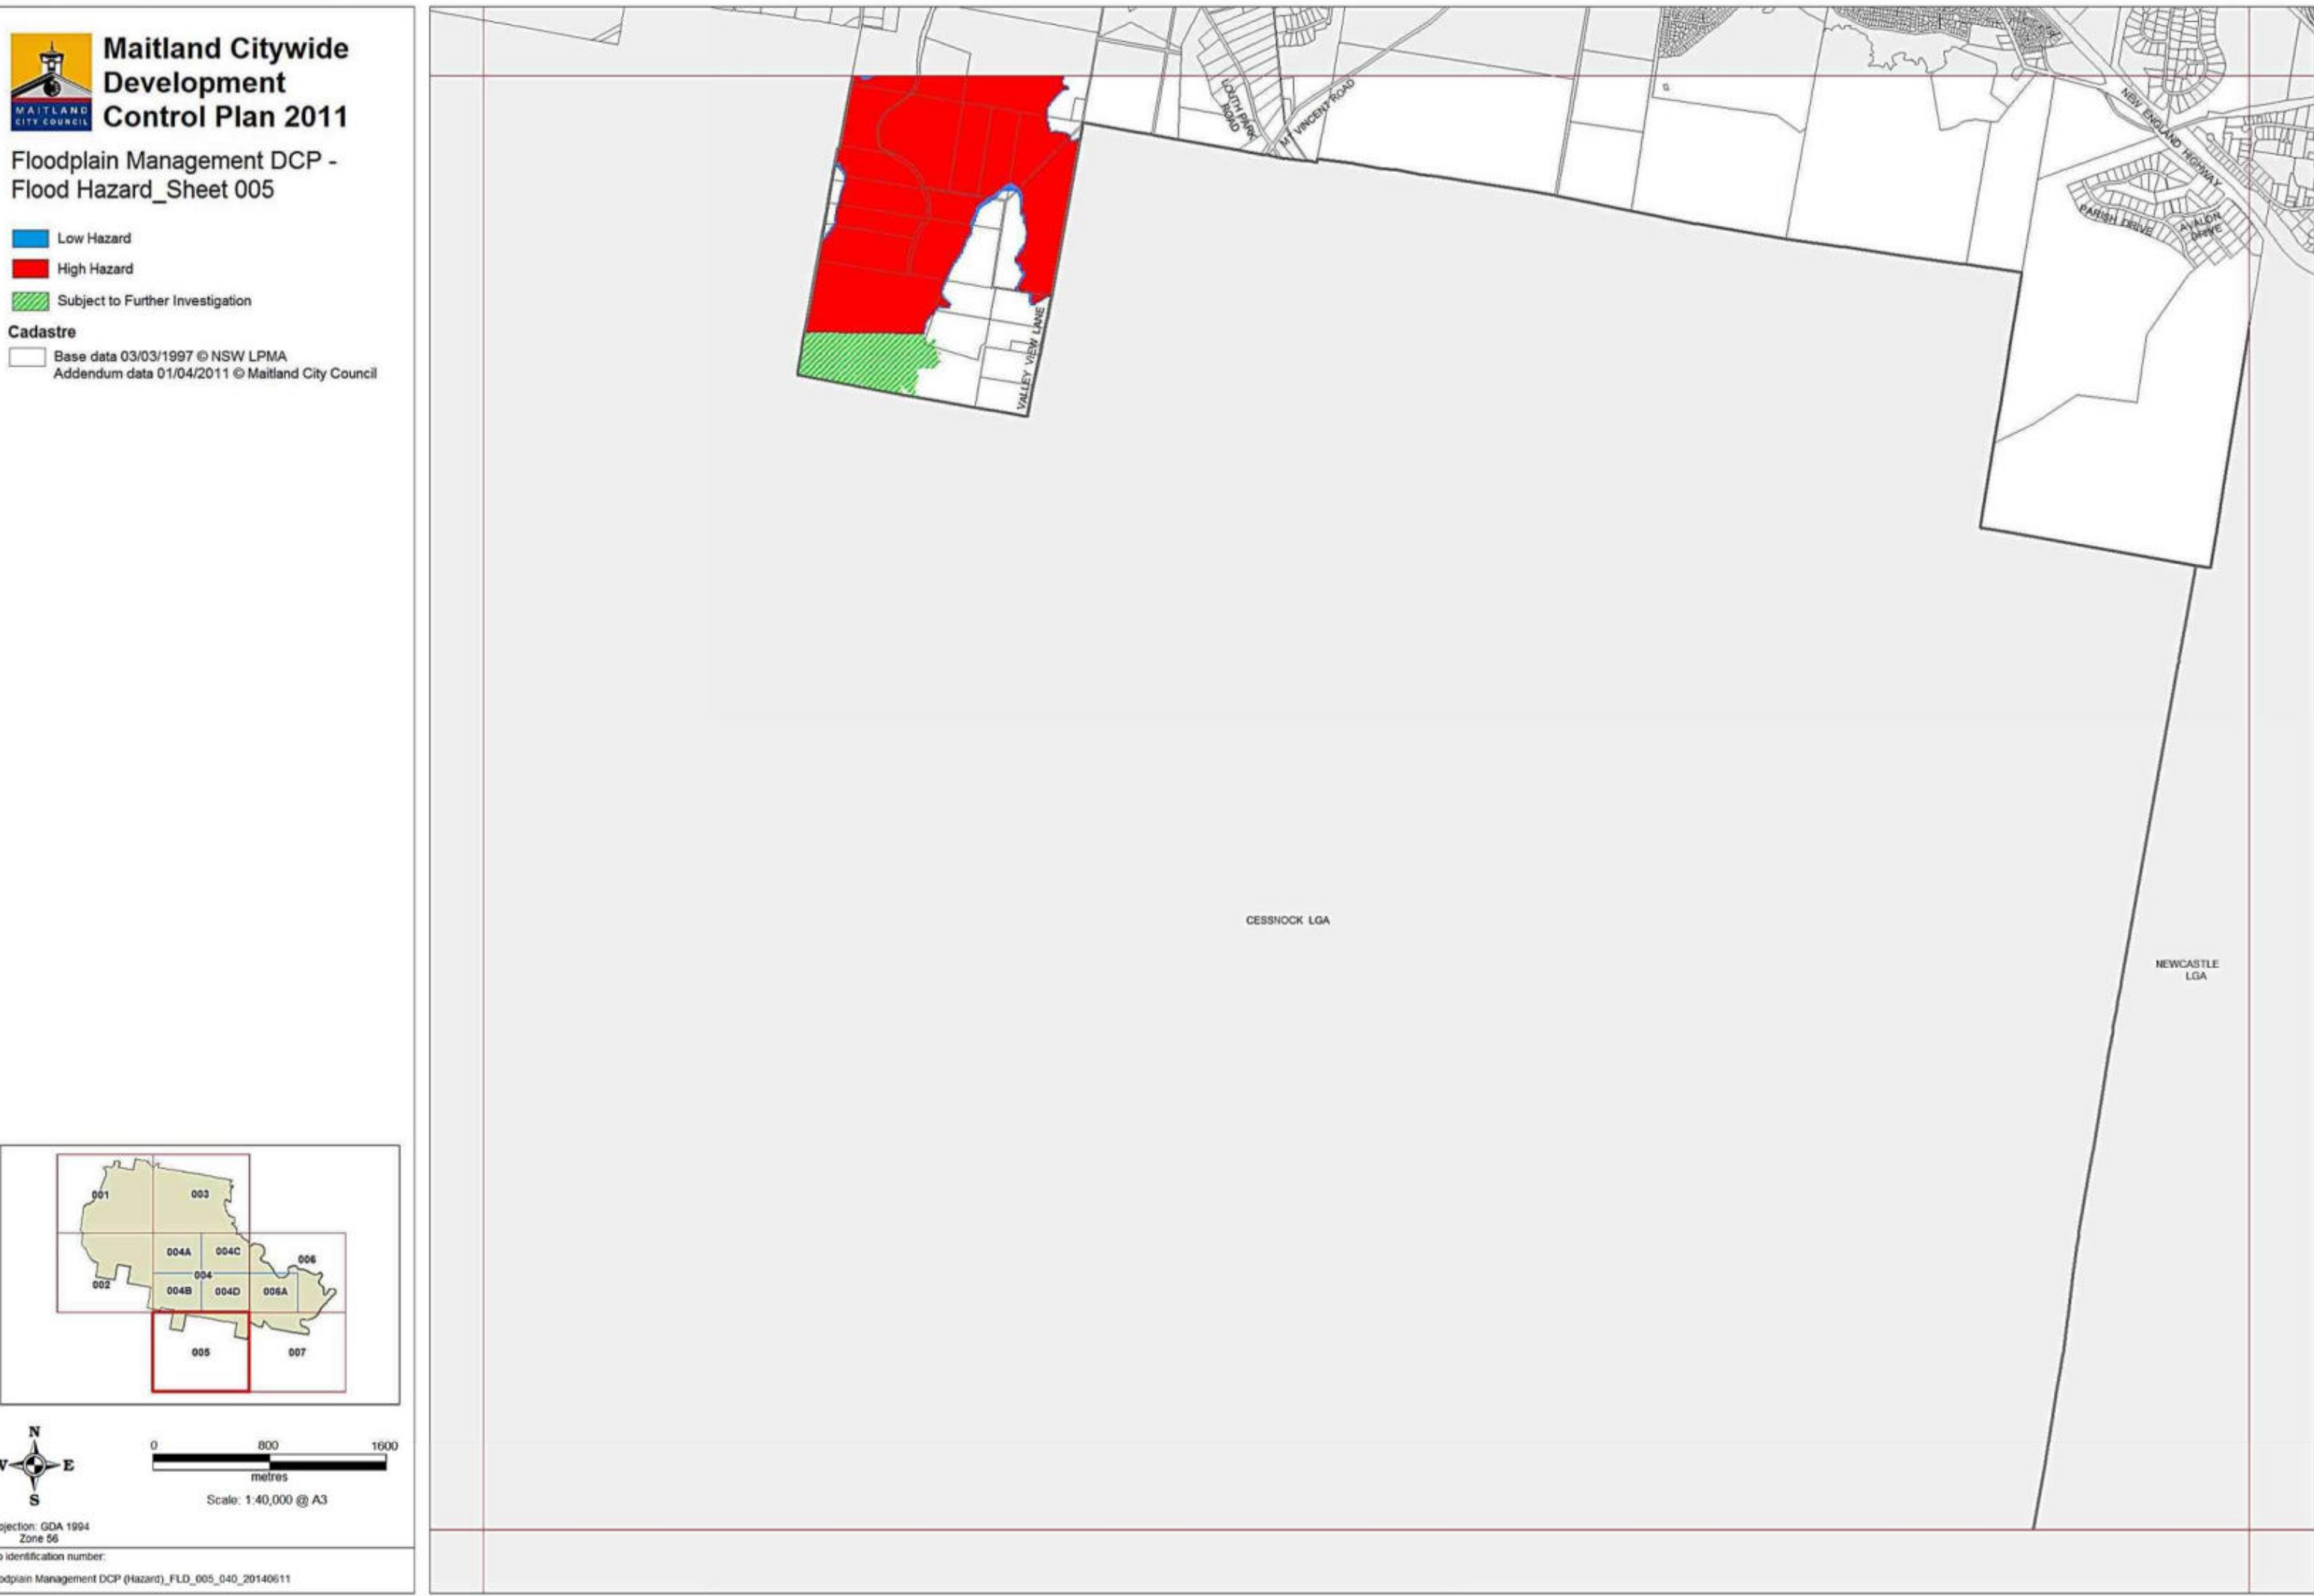 MAITLAND
CITY COUNCIL
Maitland Citywide
Development
Control Plan 2011
Floodplain Management DCP -
Flood Hazard_Sheet 005
Low Hazard
High Hazard
Subject to Further Investigation
Cadastre
Base data 03/03/1997 © NSW LPMA
Addendum data 01/04/2011 © Maitland City Council
LOUTH PARK
ROAD
MT VINCENT ROAD
NEW ENGLAND HIGHWAY
PARISH DRIVE
AVALON
DRIVE
VALLEY VIEW LANE
CESSNOCK LGA
NEWCASTLE
LGA
001
003
004A
004C
006
004
002
004B
004D
006A
005
007
N
E
S
0 800 1600
metres
Scale: 1:40,000 @ A3
ojection: GDA 1994
Zone 56
identification number:
odplain Management DCP (Hazard)_FLD_005_040_20140611